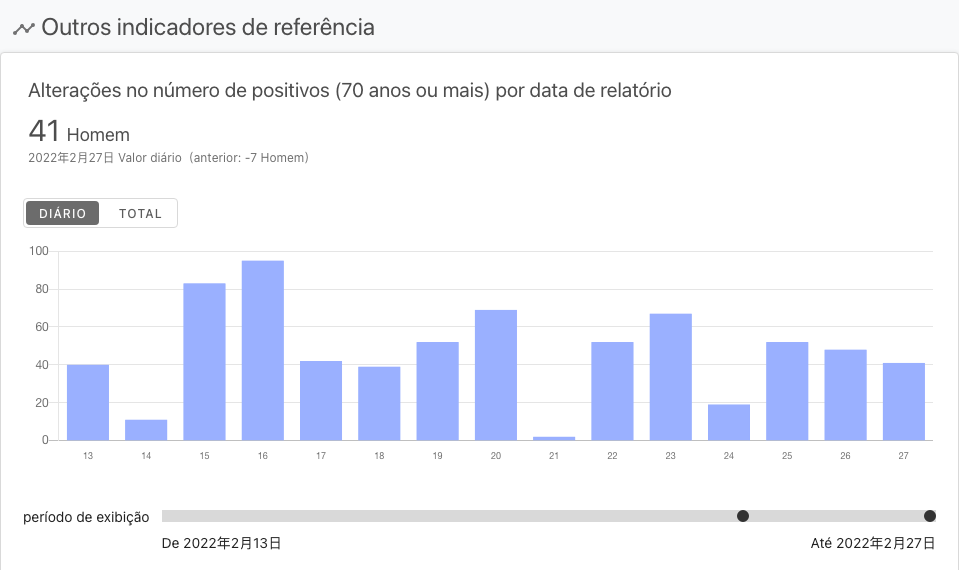 Outros indicadores de referência
Alterações no número de positivos (70 anos ou mais) por data de relatório
41 Homem
2022年2月27日 Valor diário（anterior: -7 Homem）
DIÁRIO TOTAL
100
80
60
40
20
0
13 14 15 16 17 18 19 20 21 22 23 24 25 26 27
período de exibição
De 2022年2月13日 Até 2022年2月27日